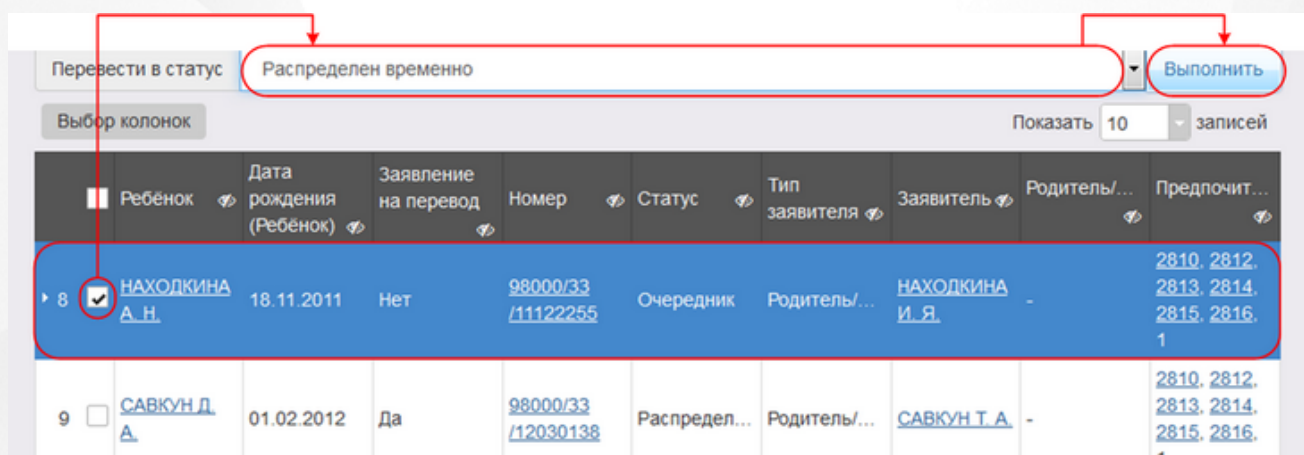 Перевести в статус Распределен временно Выполнить
Выбор колонок Показать 10 записей
Ребёнок Дата рождения (Ребёнок) Заявление на перевод Номер Статус Тип заявителя Заявитель Родитель/... Предпочит...
8 НАХОДКИНА А. Н. 18.11.2011 Нет 98000/33/11122255 Очередник Родитель/... НАХОДКИНА И. Я. - 2810, 2812, 2813, 2814, 2815, 2816, 1
9 САВКУН Д. А. 01.02.2012 Да 98000/33/12030138 Распредел... Родитель/... САВКУН Т. А. - 2810, 2812, 2813, 2814, 2815, 2816,